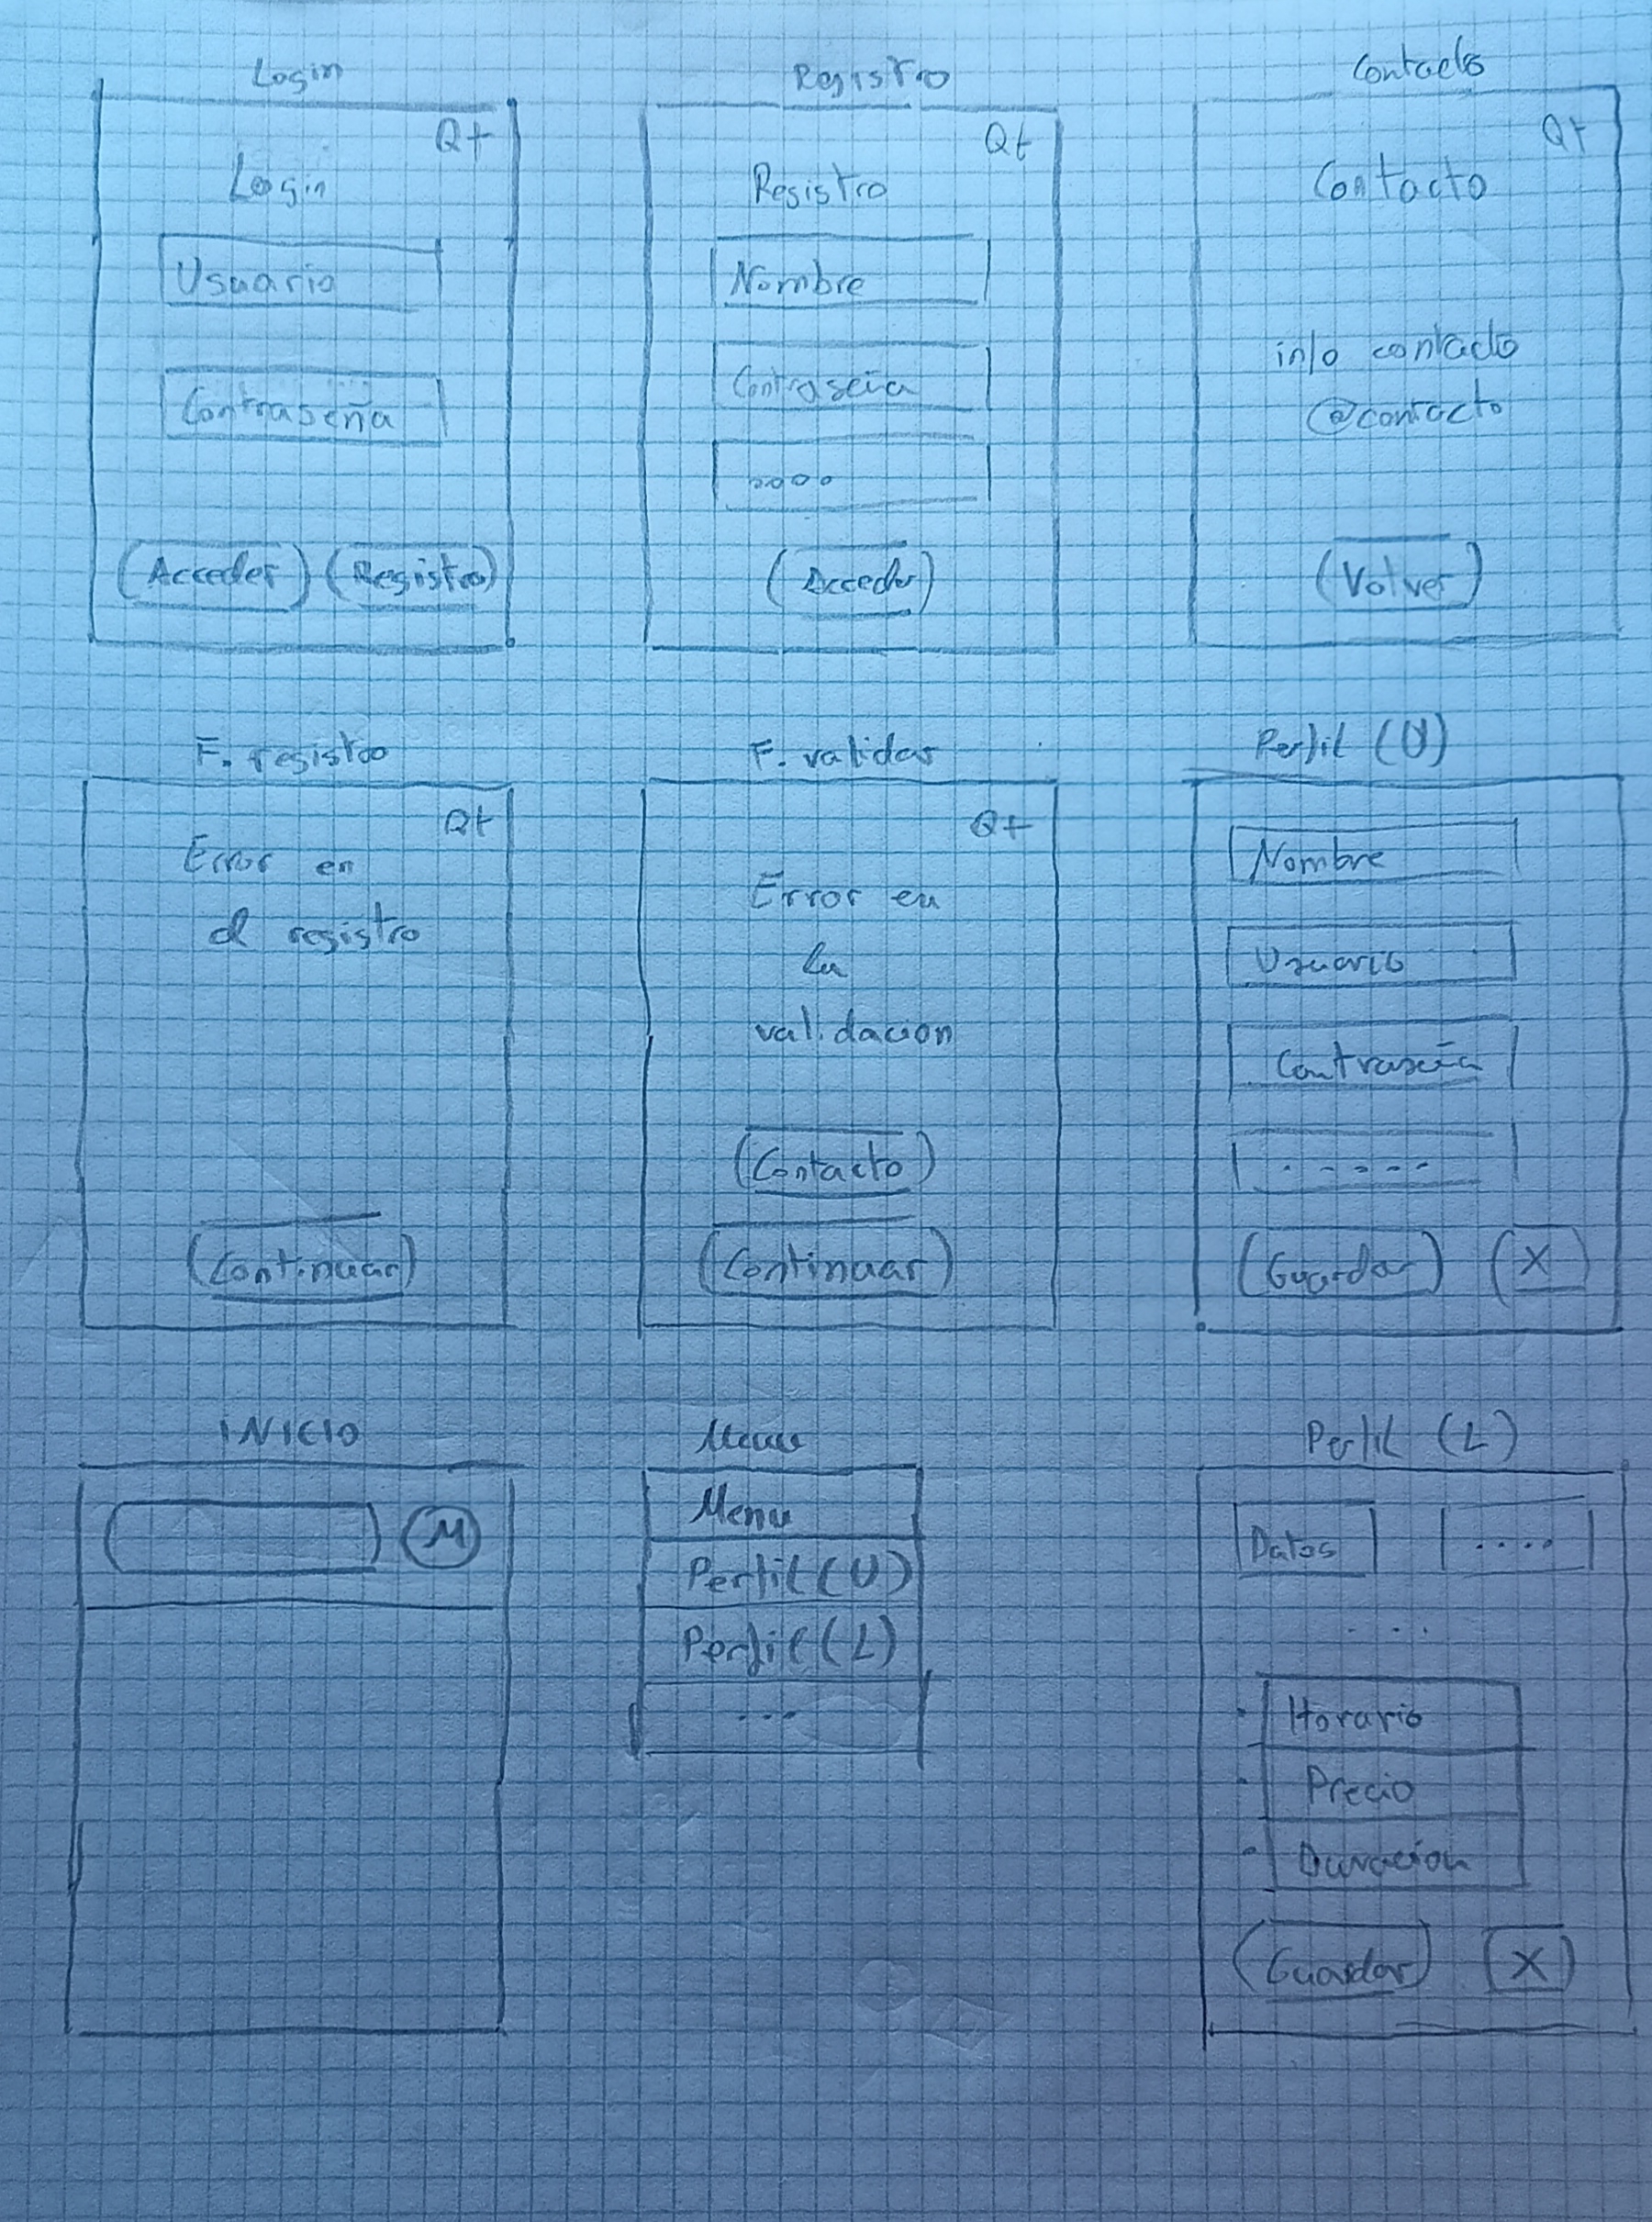 Login
Qt
Login
Usuario
Contraseña
Acceder
Registro
Registro
Qt
Registro
Nombre
Contraseña
Acceder
Contacto
Qt
Contacto
info contacto
@contacto
Volver
F. registro
Qt
Error en
el registro
Continuar
F. validar
Qt
Error en
la
validacion
Contacto
Continuar
Perfil (U)
Nombre
Usuario
Contraseña
......
Guardar
X
INICIO
M
Menu
Menu
Perfil (U)
Perfil (L)
...
Perfil (L)
Datos
....
....
Horario
Precio
Duracion
Guardar
X